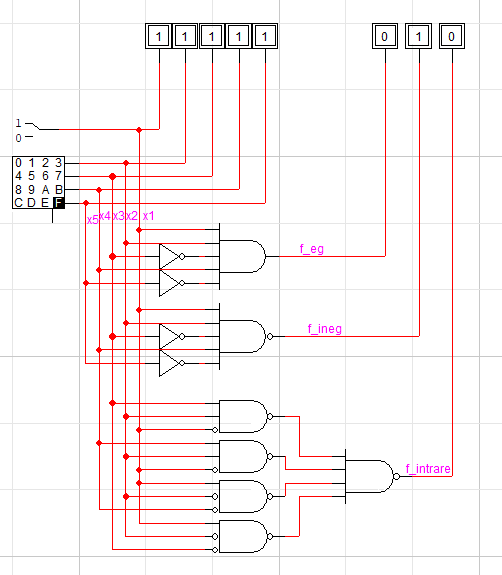 1 1 1 1 1 0 1 0
1
0
0 1 2 3
4 5 6 7
8 9 A B
C D E F
x5 x4 x3 x2 x1
f_eg
f_ineg
f_intrare